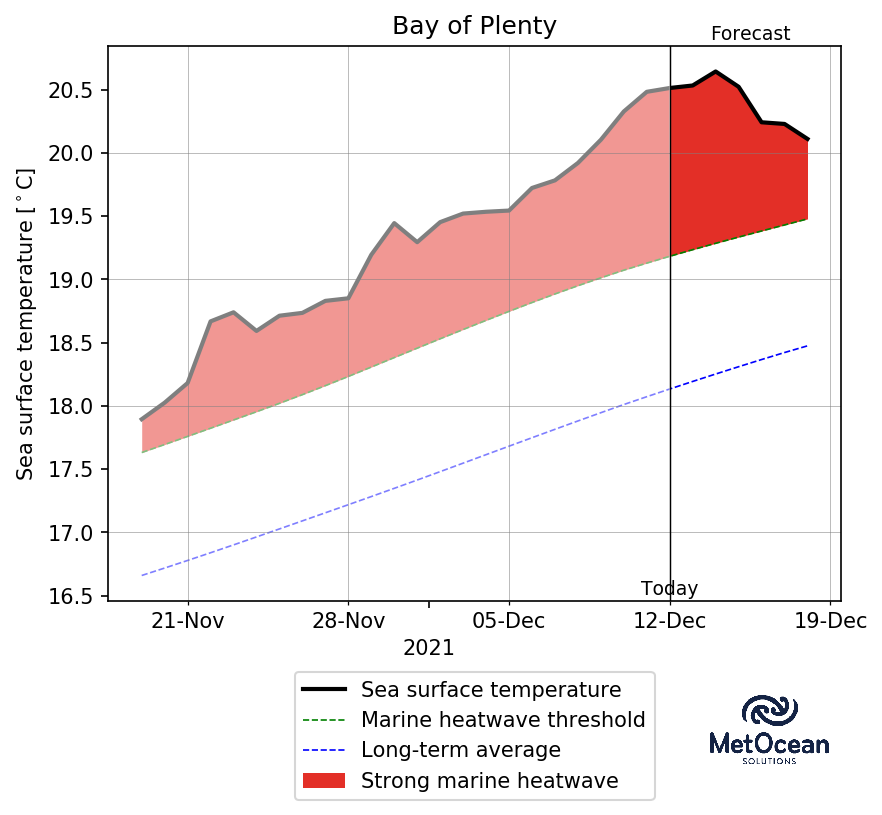 Bay of Plenty
Forecast
Sea surface temperature [°C]
20.5
20.0
19.5
19.0
18.5
18.0
17.5
17.0
16.5
Today
21-Nov 28-Nov 05-Dec 12-Dec 19-Dec
2021
Sea surface temperature
Marine heatwave threshold
Long-term average
Strong marine heatwave
MetOcean
SOLUTIONS